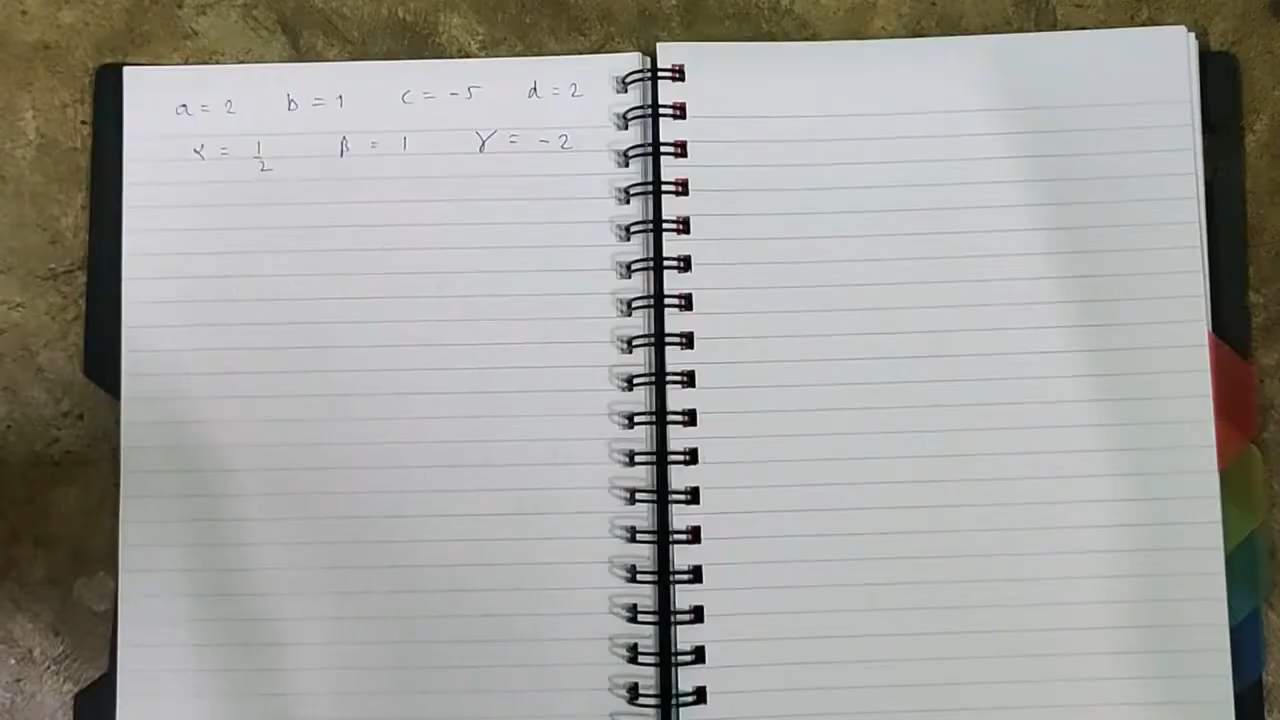 a = 2 b = 1 c = -5 d = 2
α = 1/2 β = 1 γ = -2